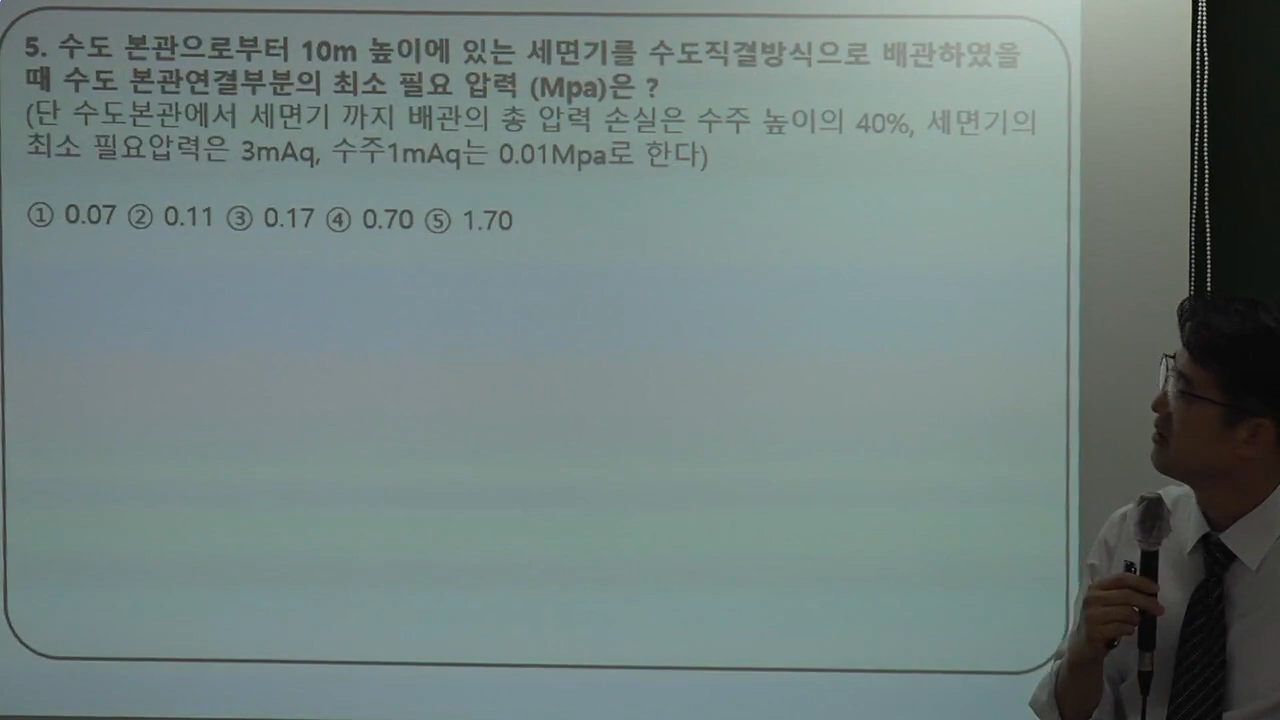 5. 수도 본관으로부터 10m 높이에 있는 세면기를 수도직결방식으로 배관하였을
때 수도 본관연결부분의 최소 필요 압력 (Mpa)은 ?
(단 수도본관에서 세면기 까지 배관의 총 압력 손실은 수주 높이의 40%, 세면기의
최소 필요압력은 3mAq, 수주1mAq는 0.01Mpa로 한다)
① 0.07 ② 0.11 ③ 0.17 ④ 0.70 ⑤ 1.70